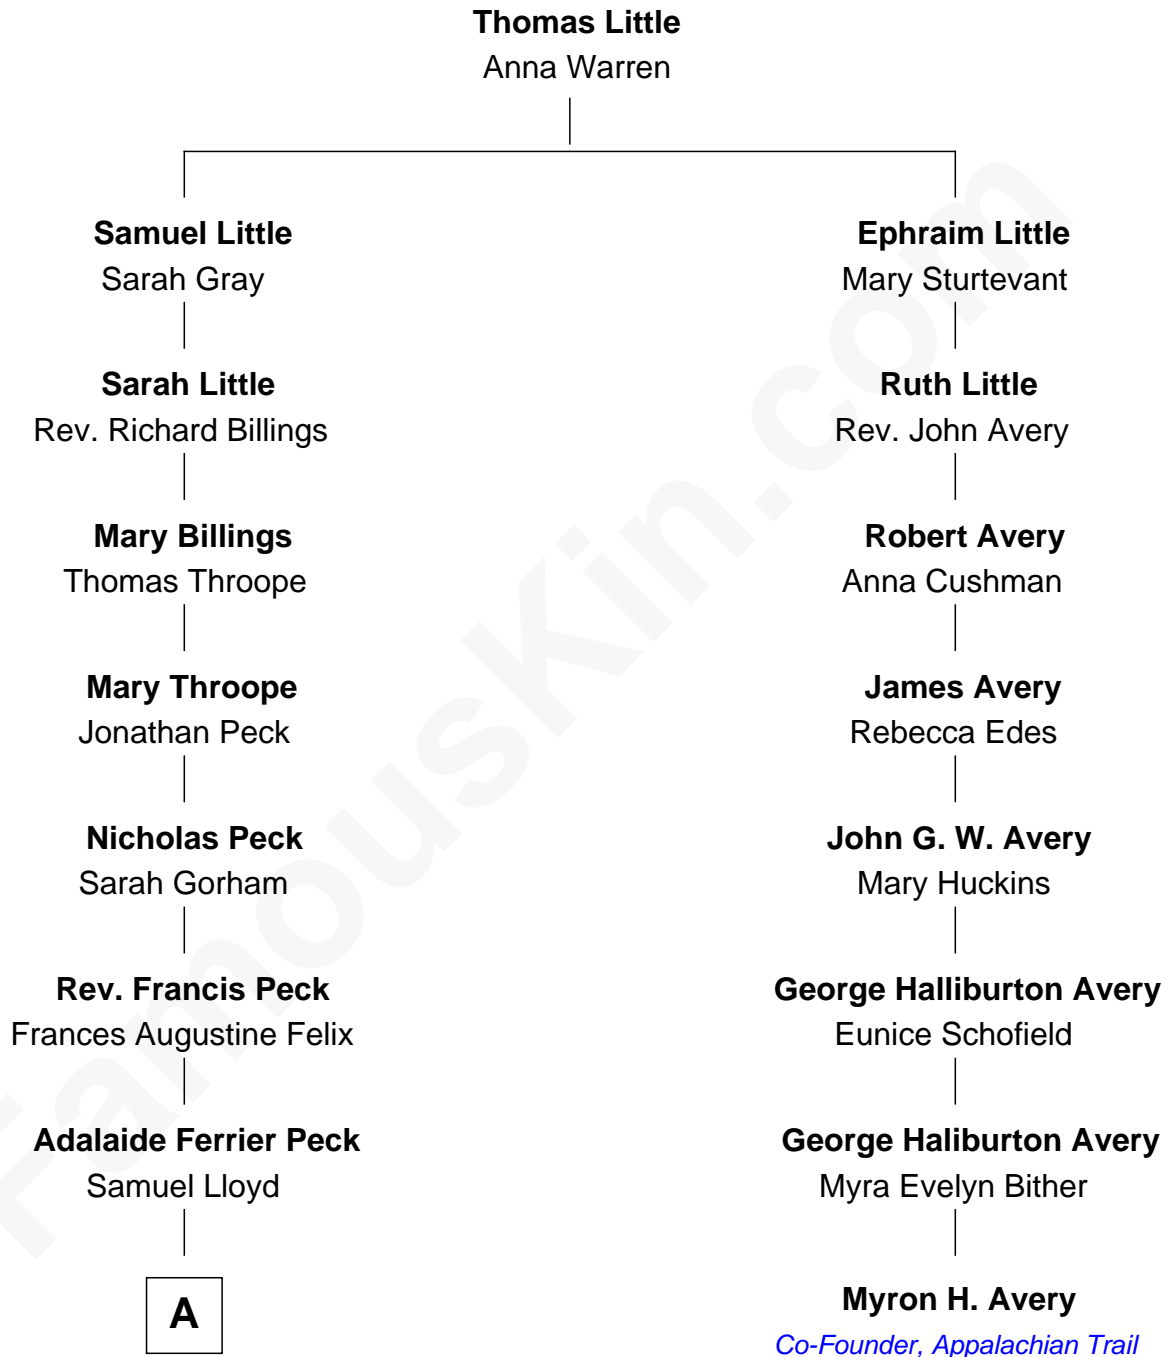 Thomas Little
Anna Warren
Samuel Little
Sarah Gray
Sarah Little
Rev. Richard Billings
Mary Billings
Thomas Throope
Mary Throope
Jonathan Peck
Nicholas Peck
Sarah Gorham
Rev. Francis Peck
Frances Augustine Felix
Adalaide Ferrier Peck
Samuel Lloyd
A
Ephraim Little
Mary Sturtevant
Ruth Little
Rev. John Avery
Robert Avery
Anna Cushman
James Avery
Rebecca Edes
John G. W. Avery
Mary Huckins
George Halliburton Avery
Eunice Schofield
George Haliburton Avery
Myra Evelyn Bither
Myron H. Avery
Co-Founder, Appalachian Trail
FamousKin.com